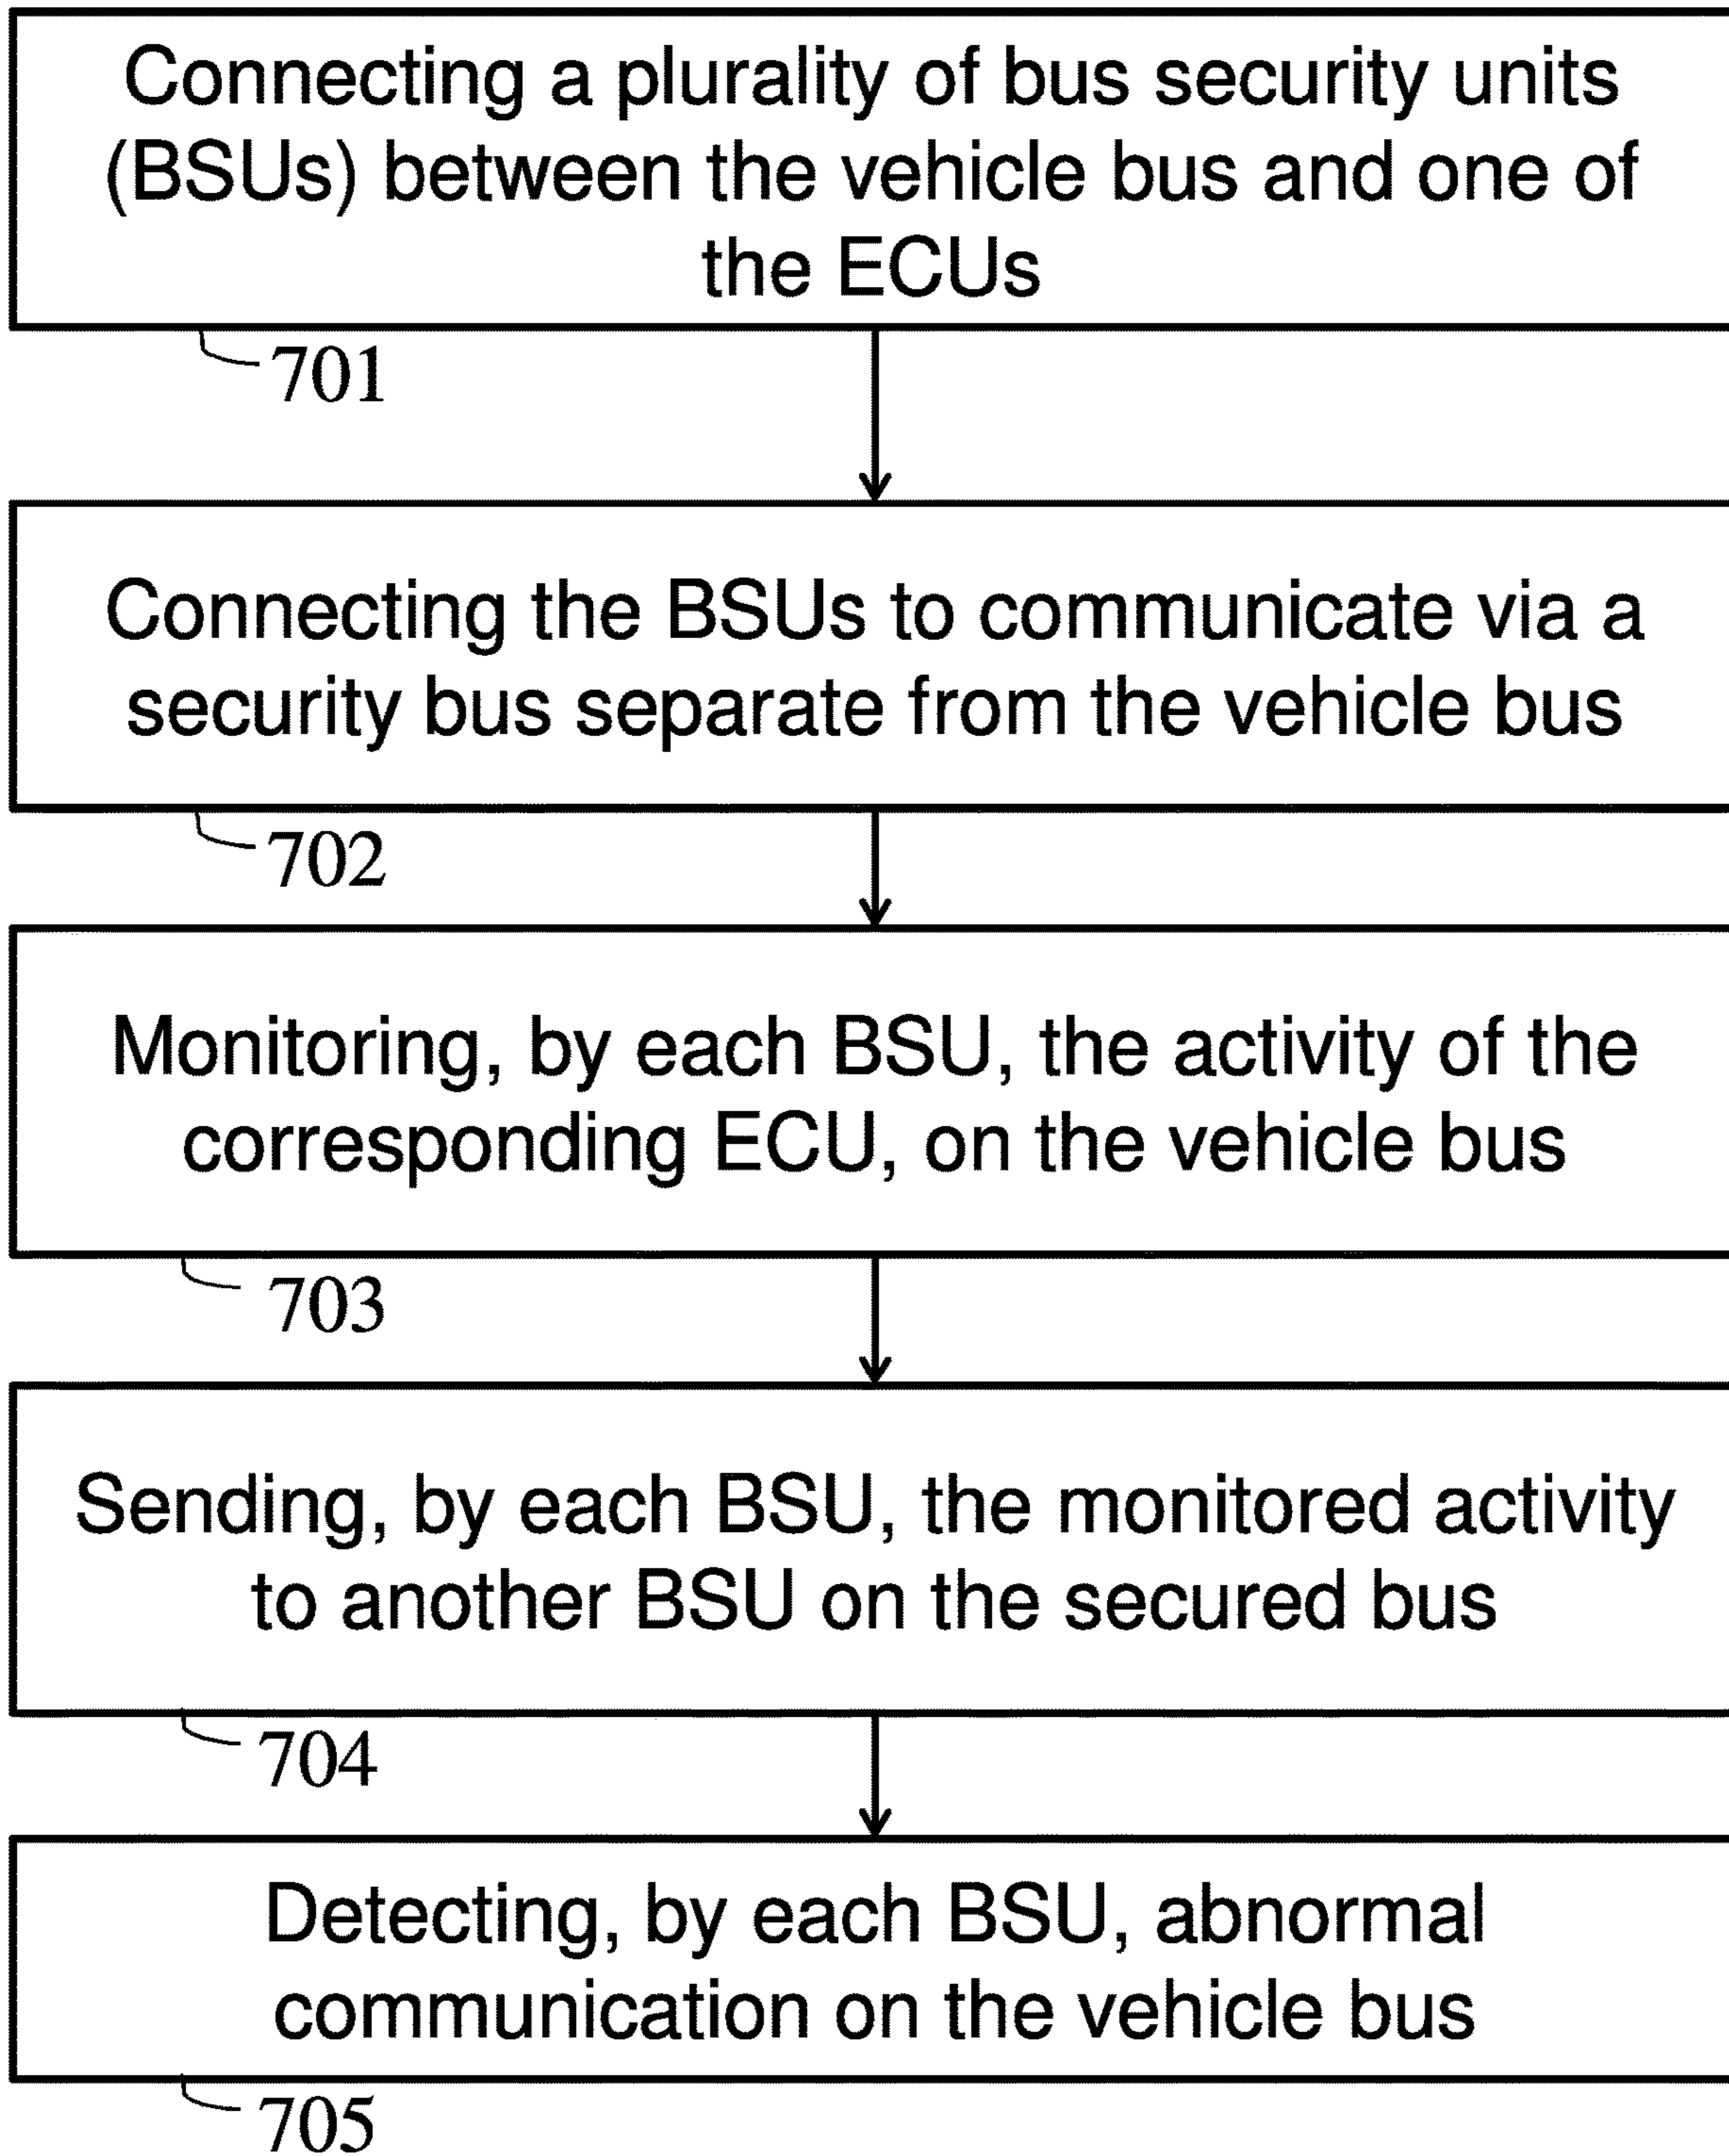 Connecting a plurality of bus security units
(BSUs) between the vehicle bus and one of
the ECUs
701
Connecting the BSUs to communicate via a
security bus separate from the vehicle bus
702
Monitoring, by each BSU, the activity of the
corresponding ECU, on the vehicle bus
703
Sending, by each BSU, the monitored activity
to another BSU on the secured bus
704
Detecting, by each BSU, abnormal
communication on the vehicle bus
705